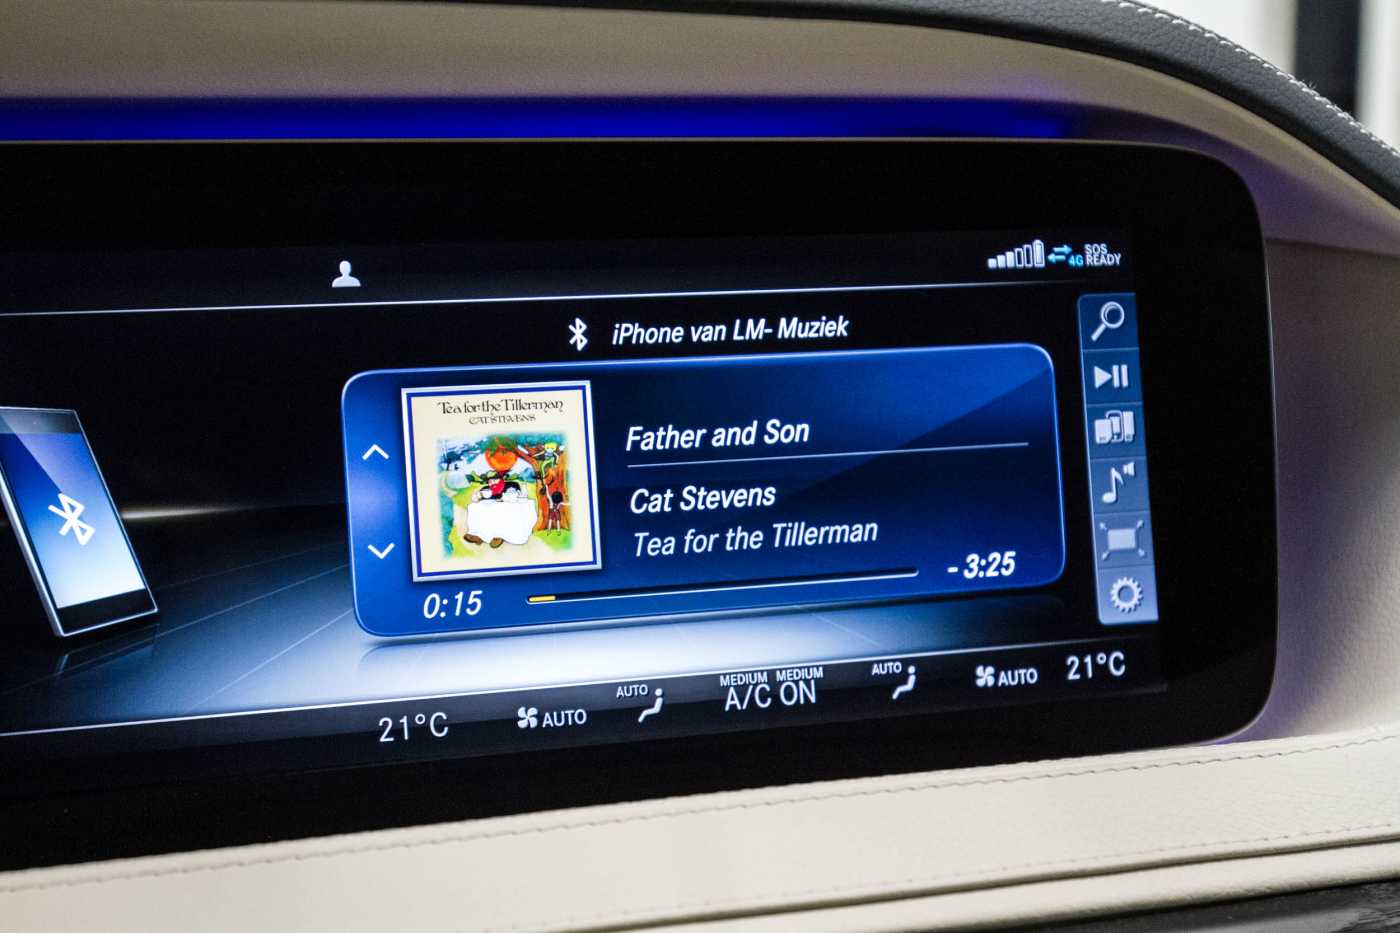 SOS
4G READY
iPhone van LM- Muziek
Tea for the Tillerman
CAT STEVENS
Father and Son
Cat Stevens
Tea for the Tillerman
0:15
- 3:25
21°C
AUTO
AUTO
MEDIUM MEDIUM
A/C ON
AUTO
AUTO
21°C